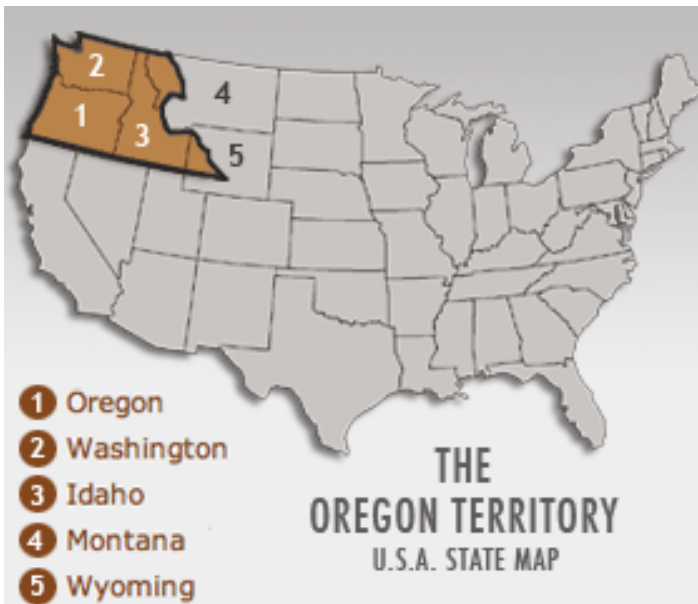 2
1
3
4
5
1 Oregon
2 Washington
3 Idaho
4 Montana
5 Wyoming
THE
OREGON TERRITORY
U.S.A. STATE MAP